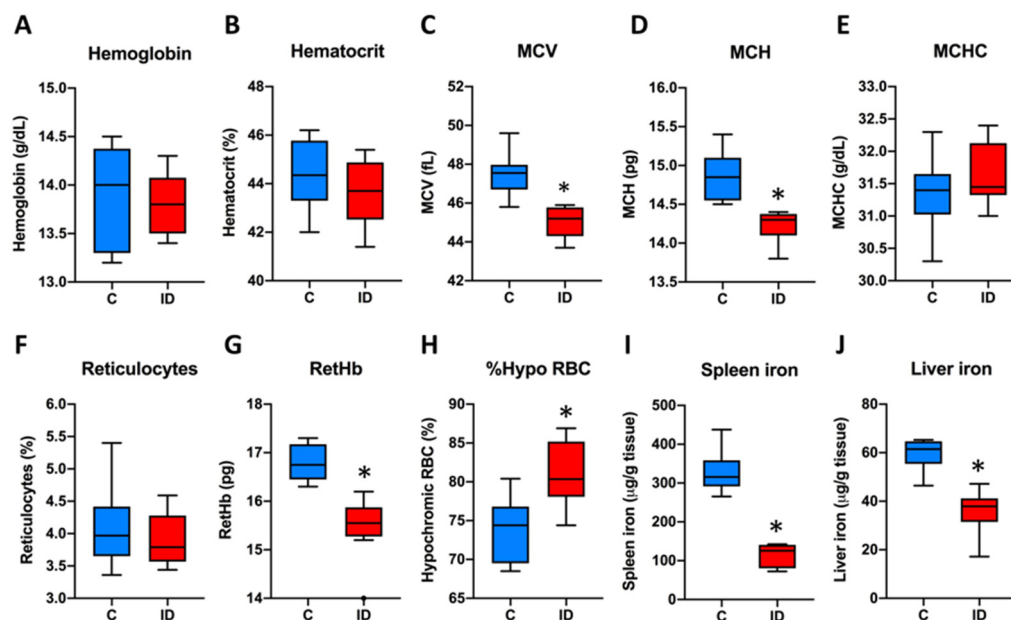 A
Hemoglobin
Hemoglobin (g/dL)
15.0
14.5
14.0
13.5
13.0
C ID
B
Hematocrit
Hematocrit (%)
48
46
44
42
40
C ID
C
MCV
MCV (fL)
52
50
48
46
44
42
*
C ID
D
MCH
MCH (pg)
16.0
15.5
15.0
14.5
14.0
13.5
*
C ID
E
MCHC
MCHC (g/dL)
33.0
32.5
32.0
31.5
31.0
30.5
30.0
C ID
F
Reticulocytes
Reticulocytes (%)
6.0
5.5
5.0
4.5
4.0
3.5
3.0
C ID
G
RetHb
RetHb (pg)
18
17
16
15
14
*
C ID
H
%Hypo RBC
Hypochromic RBC (%)
90
85
80
75
70
65
*
C ID
I
Spleen iron
Spleen iron (µg/g tissue)
500
400
300
200
100
0
*
C ID
J
Liver iron
Liver iron (µg/g tissue)
80
60
40
20
0
*
C ID